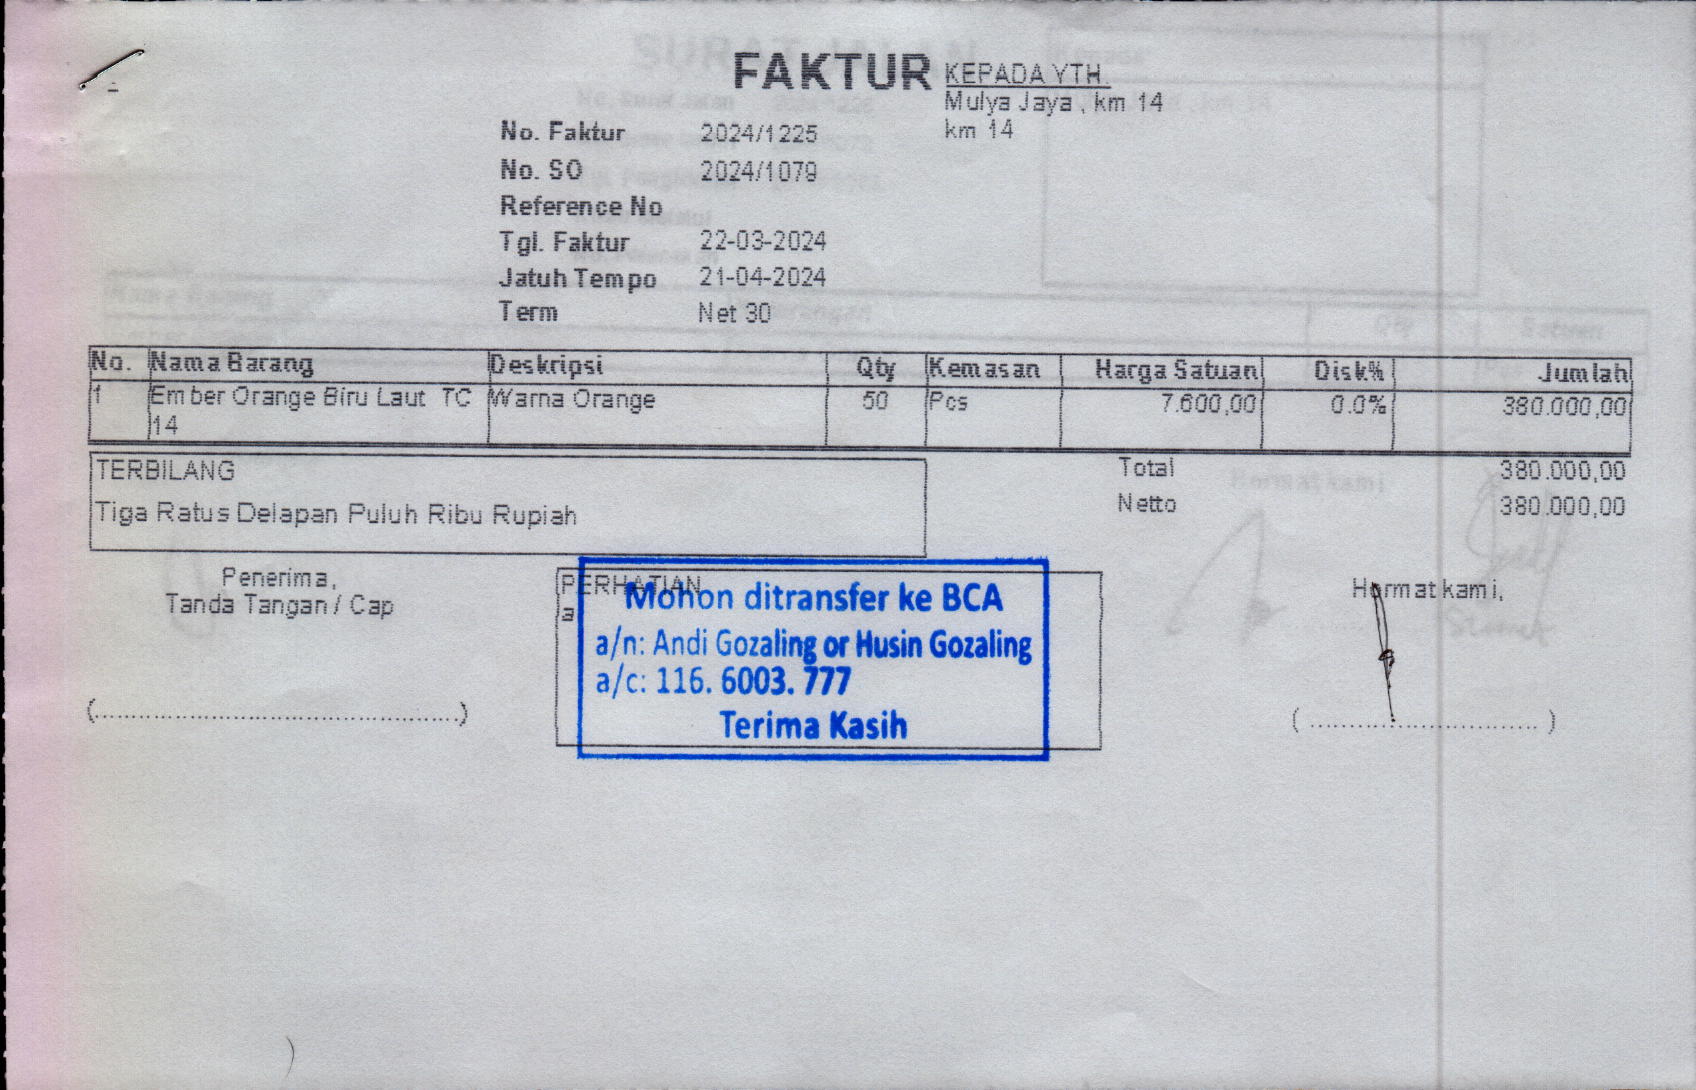 FAKTUR
KEPADA YTH.
Mulya Jaya , km 14
km 14
No. Faktur 2024/1225
No. SO 2024/1079
Reference No
Tgl. Faktur 22-03-2024
Jatuh Tempo 21-04-2024
Term Net 30
No. Nama Barang Deskripsi Qty Kemasan Harga Satuan Disk% Jumlah
1 Ember Orange Biru Laut TC 14 Warna Orange 50 Pcs 7.600,00 0.0% 380.000,00
TERBILANG
Tiga Ratus Delapan Puluh Ribu Rupiah
Total 380.000,00
Netto 380.000,00
Penerima,
Tanda Tangan / Cap
(..................................................)
PERHATIAN
a
Mohon ditransfer ke BCA
a/n: Andi Gozaling or Husin Gozaling
a/c: 116. 6003. 777
Terima Kasih
Hormat kami,
( ................................ )